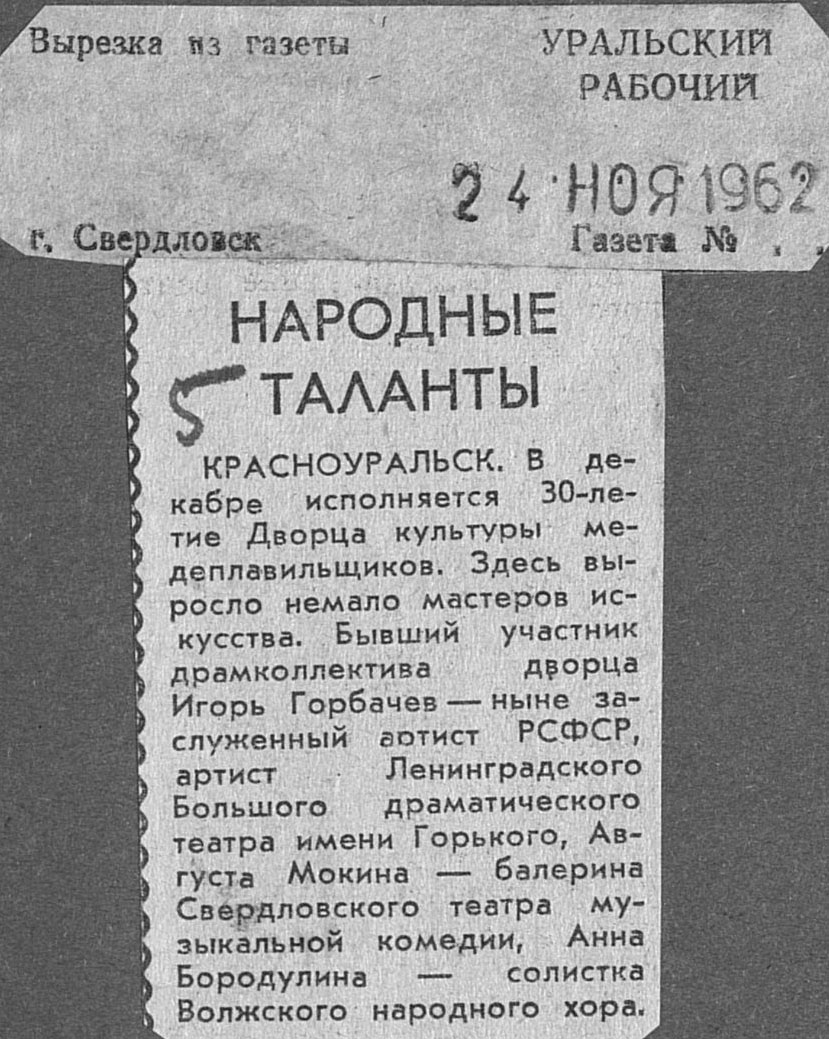 Вырезка из газеты
УРАЛЬСКИЙ
РАБОЧИЙ
24 НОЯ 1962
г. Свердловск
Газета № . .
НАРОДНЫЕ
5 ТАЛАНТЫ
КРАСНОУРАЛЬСК. В де-
кабре исполняется 30-ле-
тие Дворца культуры ме-
деплавильщиков. Здесь вы-
росло немало мастеров ис-
кусства. Бывший участник
драмколлектива дворца
Игорь Горбачев — ныне за-
служенный артист РСФСР,
артист Ленинградского
Большого драматического
театра имени Горького, Ав-
густа Мокина — балерина
Свердловского театра му-
зыкальной комедии, Анна
Бородулина — солистка
Волжского народного хора.